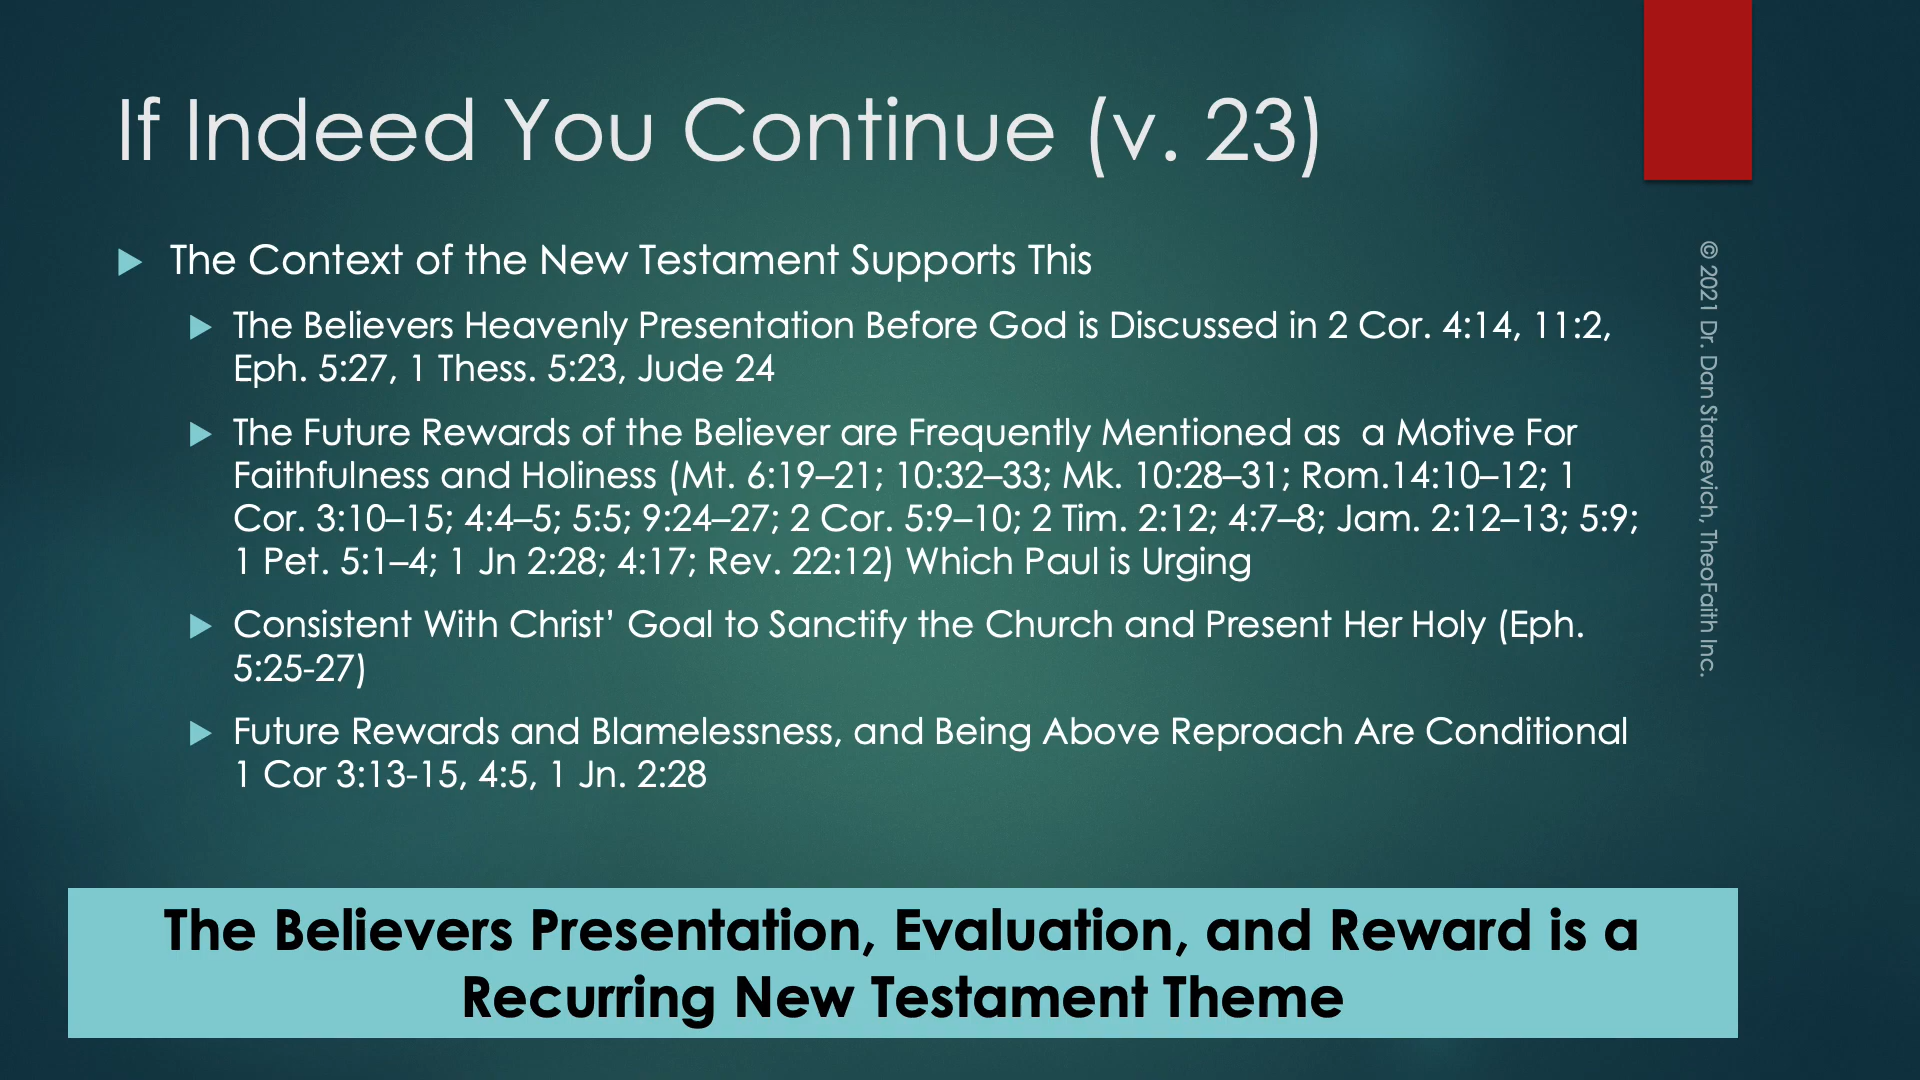 If Indeed You Continue (v. 23)
The Context of the New Testament Supports This
The Believers Heavenly Presentation Before God is Discussed in 2 Cor. 4:14, 11:2,
Eph. 5:27, 1 Thess. 5:23, Jude 24
The Future Rewards of the Believer are Frequently Mentioned as  a Motive For
Faithfulness and Holiness (Mt. 6:19–21; 10:32–33; Mk. 10:28–31; Rom.14:10–12; 1
Cor. 3:10–15; 4:4–5; 5:5; 9:24–27; 2 Cor. 5:9–10; 2 Tim. 2:12; 4:7–8; Jam. 2:12–13; 5:9;
1 Pet. 5:1–4; 1 Jn 2:28; 4:17; Rev. 22:12) Which Paul is Urging
Consistent With Christ’ Goal to Sanctify the Church and Present Her Holy (Eph.
5:25-27)
Future Rewards and Blamelessness, and Being Above Reproach Are Conditional
1 Cor 3:13-15, 4:5, 1 Jn. 2:28
The Believers Presentation, Evaluation, and Reward is a
Recurring New Testament Theme
© 2021 Dr. Dan Starcevich, TheoFaith Inc.